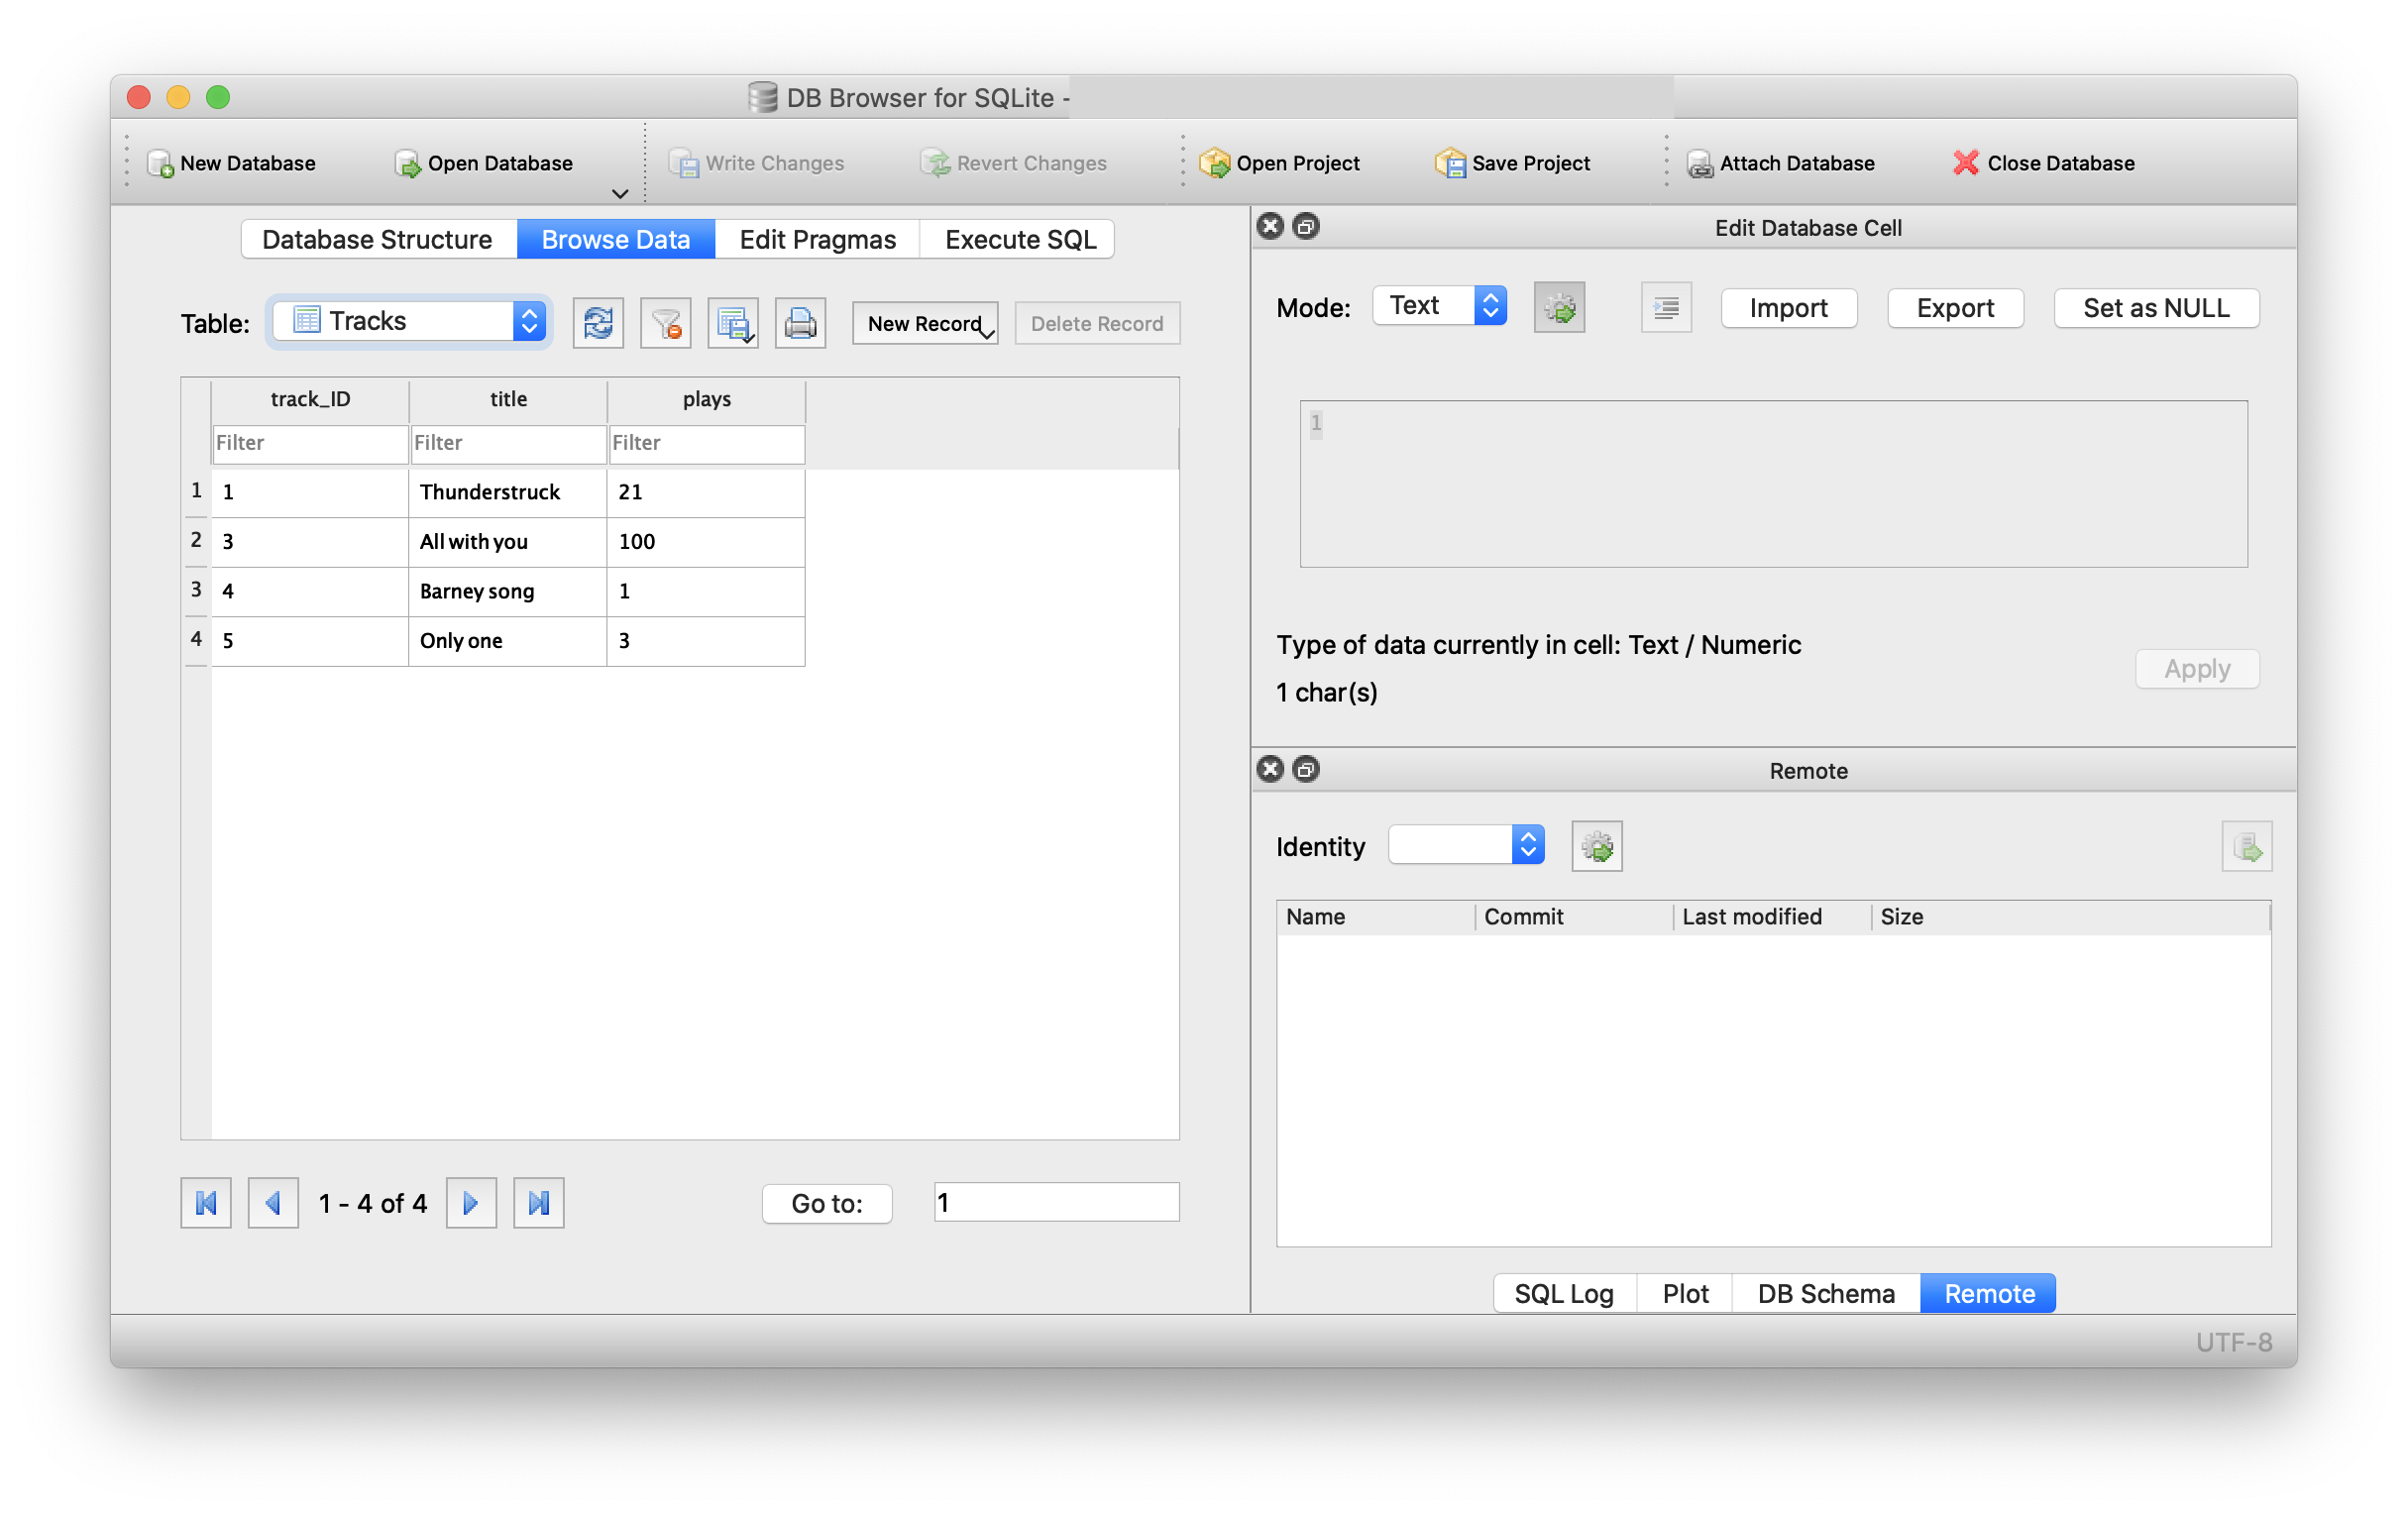 DB Browser for SQLite -
New Database Open Database Write Changes Revert Changes Open Project Save Project Attach Database Close Database
Database Structure Browse Data Edit Pragmas Execute SQL
Table: Tracks New Record Delete Record
track_ID title plays
Filter Filter Filter
1 1 Thunderstruck 21
2 3 All with you 100
3 4 Barney song 1
4 5 Only one 3
1 - 4 of 4 Go to: 1
Edit Database Cell
Mode: Text Import Export Set as NULL
1
Type of data currently in cell: Text / Numeric
1 char(s)
Apply
Remote
Identity
Name Commit Last modified Size
SQL Log Plot DB Schema Remote
UTF-8